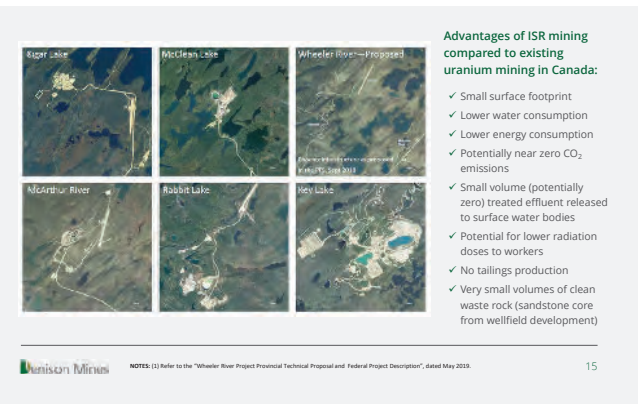 Cigar Lake
McClean Lake
Wheeler River—Proposed
McArthur River
Rabbit Lake
Key Lake
Advantages of ISR mining
compared to existing
uranium mining in Canada:
✓ Small surface footprint
✓ Lower water consumption
✓ Lower energy consumption
✓ Potentially near zero CO₂
emissions
✓ Small volume (potentially
zero) treated effluent released
to surface water bodies
✓ Potential for lower radiation
doses to workers
✓ No tailings production
✓ Very small volumes of clean
waste rock (sandstone core
from wellfield development)
Denison Mines
NOTES: (1) Refer to the "Wheeler River Project Provincial Technical Proposal and Federal Project Description", dated May 2019.
15